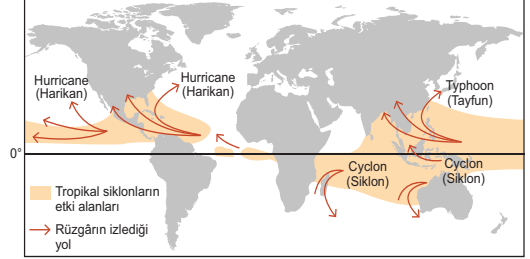 Hurricane
(Harikan)
Hurricane
(Harikan)
Typhoon
(Tayfun)
0°
Cyclon
(Siklon)
Cyclon
(Siklon)
Tropikal siklonların
etki alanları
Rüzgârın izlediği
yol